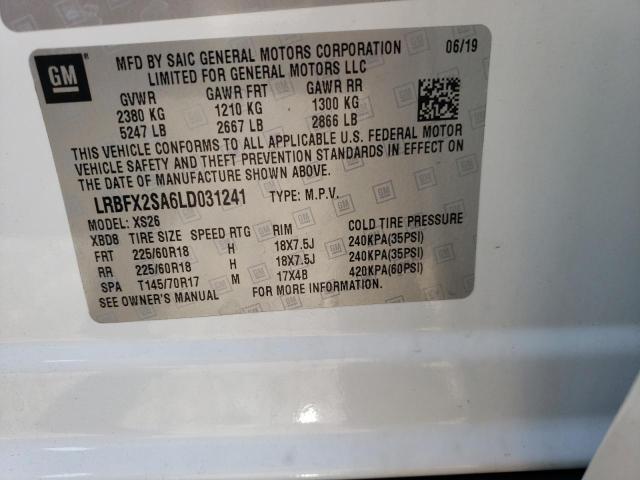 GM
MFD BY SAIC GENERAL MOTORS CORPORATION 06/19
LIMITED FOR GENERAL MOTORS LLC
GVWR GAWR FRT GAWR RR
2380 KG 1210 KG 1300 KG
5247 LB 2667 LB 2866 LB
THIS VEHICLE CONFORMS TO ALL APPLICABLE U.S. FEDERAL MOTOR
VEHICLE SAFETY AND THEFT PREVENTION STANDARDS IN EFFECT ON
THE DATE OF MANUFACTURE SHOWN ABOVE.
LRBFX2SA6LD031241 TYPE: M.P.V.
MODEL: XS26
XBD8 TIRE SIZE SPEED RTG RIM COLD TIRE PRESSURE
FRT 225/60R18 H 18X7.5J 240KPA(35PSI)
RR 225/60R18 H 18X7.5J 240KPA(35PSI)
SPA T145/70R17 M 17X4B 420KPA(60PSI)
SEE OWNER'S MANUAL FOR MORE INFORMATION.